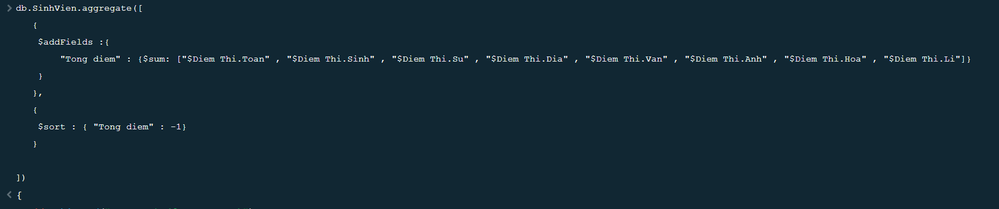 > db.SinhVien.aggregate([
{
$addFields :{
"Tong diem" : {$sum: ["$Diem Thi.Toan" , "$Diem Thi.Sinh" , "$Diem Thi.Su" , "$Diem Thi.Dia" , "$Diem Thi.Van" , "$Diem Thi.Anh" , "$Diem Thi.Hoa" , "$Diem Thi.Li"]}
}
},
{
$sort : { "Tong diem" : -1}
}
])
< {